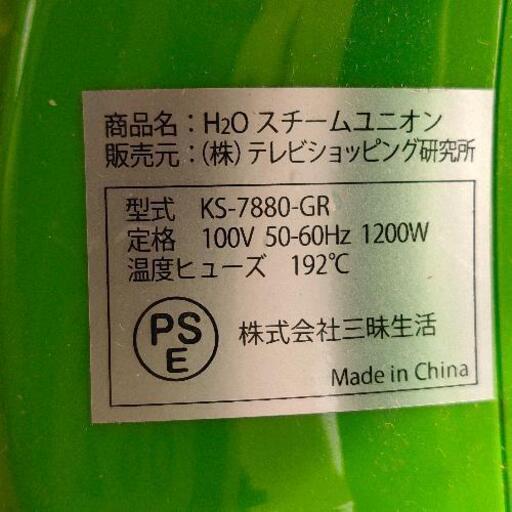 商品名：H2O スチームユニオン
販売元：(株) テレビショッピング研究所
型式 KS-7880-GR
定格 100V 50-60Hz 1200W
温度ヒューズ 192℃
PS
E
株式会社三昧生活
Made in China